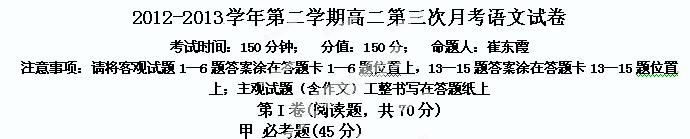 2012-2013学年第二学期高二第三次月考语文试卷
考试时间：150分钟； 分值：150分； 命题人：崔东霞
注意事项：请将客观试题1—6题答案涂在答题卡1—6题位置上，13—15题答案涂在答题卡13—15题位置
上；主观试题（含作文）工整书写在答题纸上
第Ⅰ卷(阅读题，共70分)
甲 必考题(45分)